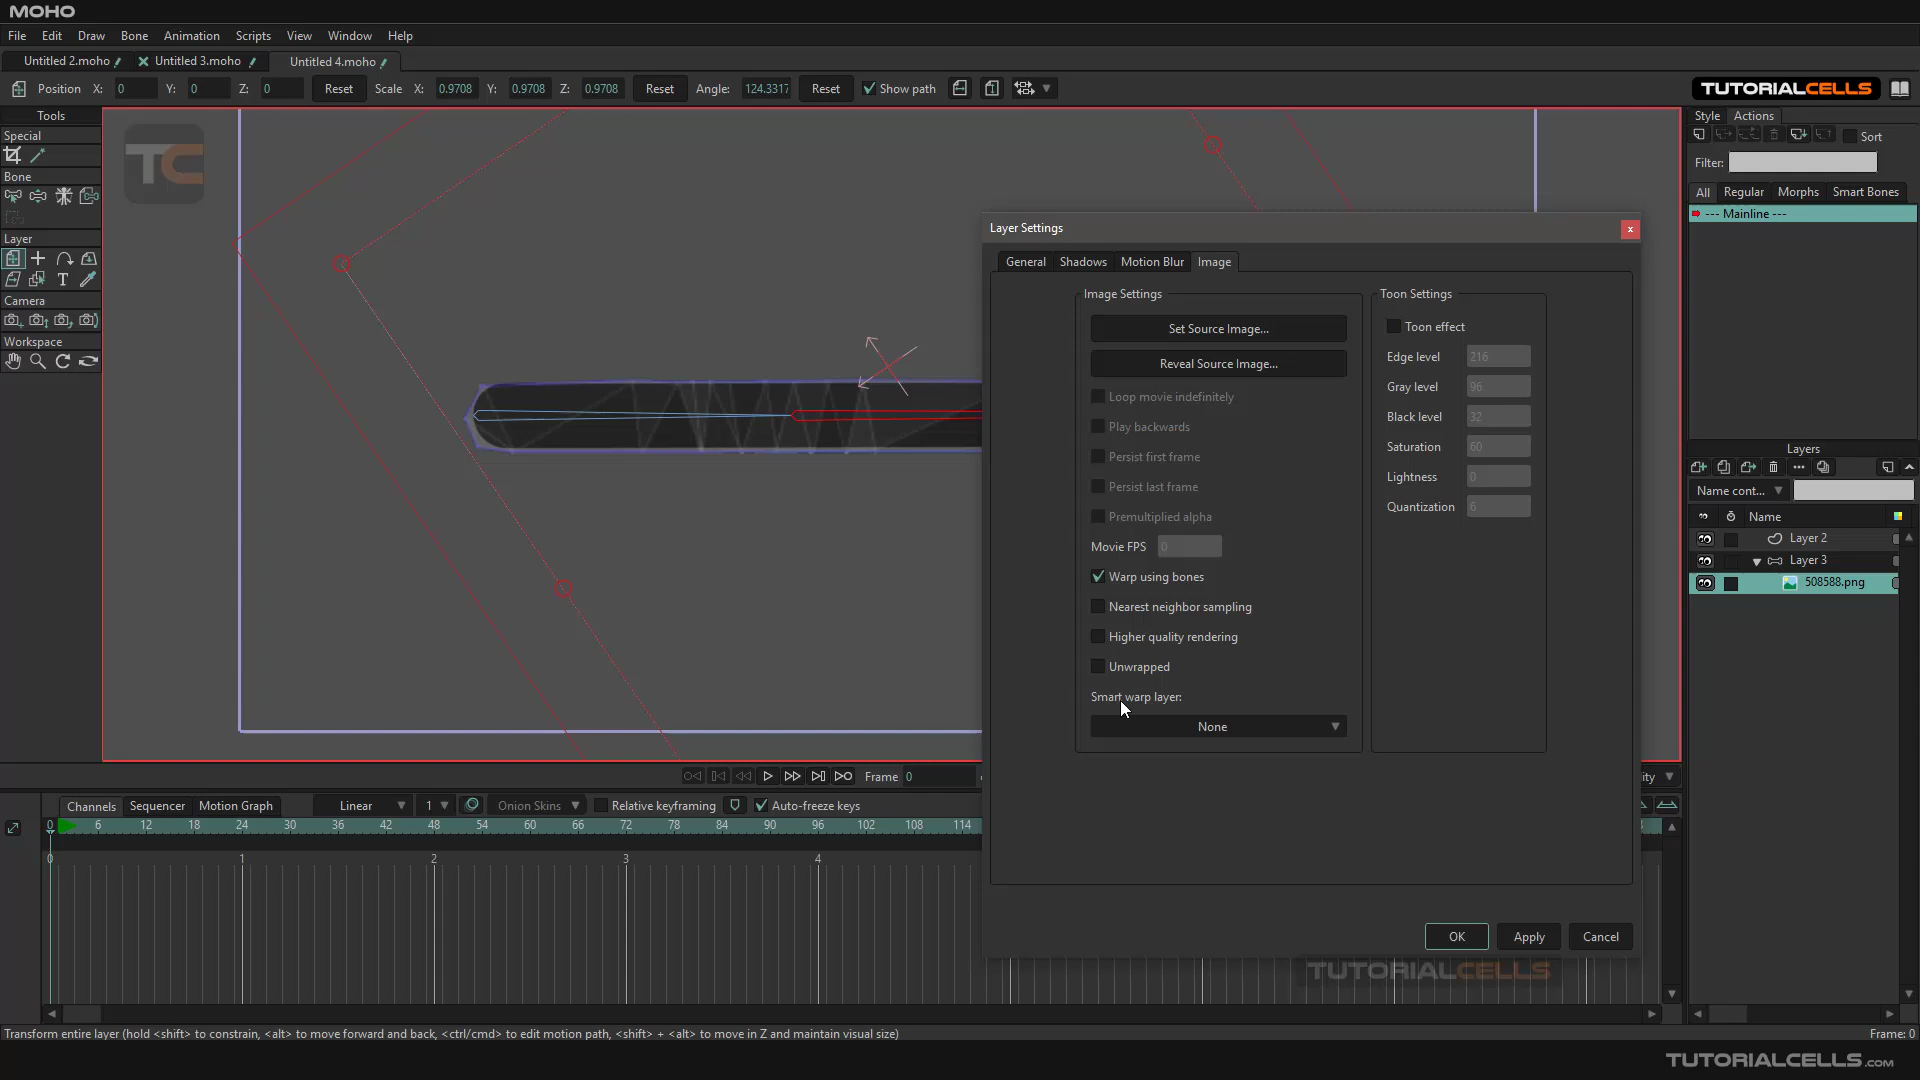 MOHO
File Edit Draw Bone Animation Scripts View Window Help
Untitled 2.moho Untitled 3.moho Untitled 4.moho
Position X: 0 Y: 0 Z: 0 Reset Scale X: 0.9708 Y: 0.9708 Z: 0.9708 Reset Angle: 124.3317 Reset Show path
TUTORIALCELLS
Tools
Special
Bone
Layer
Camera
Workspace
TC
Style Actions
Sort
Filter:
All Regular Morphs Smart Bones
--- Mainline ---
Layer Settings
x
General Shadows Motion Blur Image
Image Settings
Set Source Image...
Reveal Source Image...
Loop movie indefinitely
Play backwards
Persist first frame
Persist last frame
Premultiplied alpha
Movie FPS 0
Warp using bones
Nearest neighbor sampling
Higher quality rendering
Unwrapped
Smart warp layer:
None
Toon Settings
Toon effect
Edge level 216
Gray level 96
Black level 32
Saturation 60
Lightness 0
Quantization 6
OK Apply Cancel
TUTORIALCELLS
Layers
Name cont...
Name
Layer 2
Layer 3
508588.png
Frame 0
ity
Channels Sequencer Motion Graph Linear 1 Onion Skins Relative keyframing Auto-freeze keys
0 6 12 18 24 30 36 42 48 54 60 66 72 78 84 90 96 102 108 114
0 1 2 3 4
Transform entire layer (hold <shift> to constrain, <alt> to move forward and back, <ctrl/cmd> to edit motion path, <shift> + <alt> to move in Z and maintain visual size)
Frame: 0
TUTORIALCELLS.COM